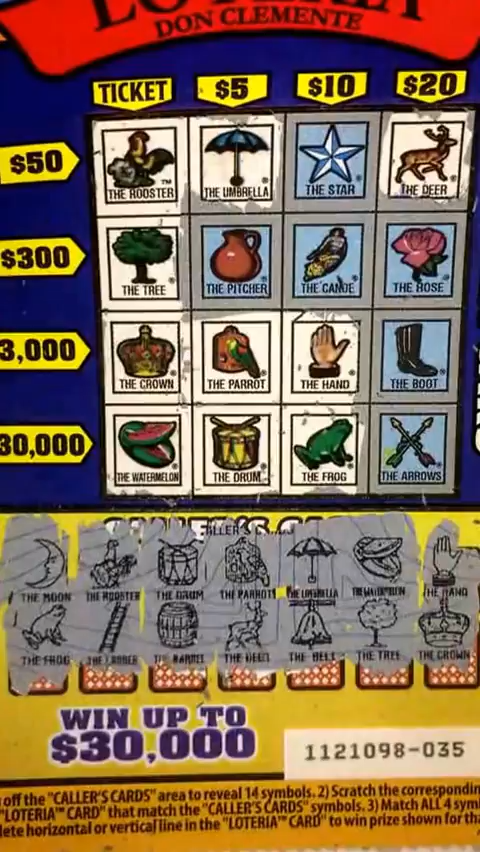 LOTERIA
DON CLEMENTE
TICKET $5 $10 $20
$50
THE ROOSTER™ THE UMBRELLA® THE STAR® THE DEER®
$300
THE TREE® THE PITCHER® THE CANOE® THE ROSE®
3,000
THE CROWN® THE PARROT® THE HAND® THE BOOT®
30,000
THE WATERMELON® THE DRUM® THE FROG® THE ARROWS®
THE MOON THE ROOSTER THE DRUM THE PARROT THE UMBRELLA THE WATERMELON THE HAND
THE FROG THE LADDER THE BARREL THE DEER THE BELL THE TREE THE CROWN
WIN UP TO
$30,000
1121098-035
off the "CALLER'S CARDS" area to reveal 14 symbols. 2) Scratch the correspondin
"LOTERIA™ CARD" that match the "CALLER'S CARDS" symbols. 3) Match ALL 4 sym
lete horizontal or vertical line in the "LOTERIA™ CARD" to win prize shown for tha